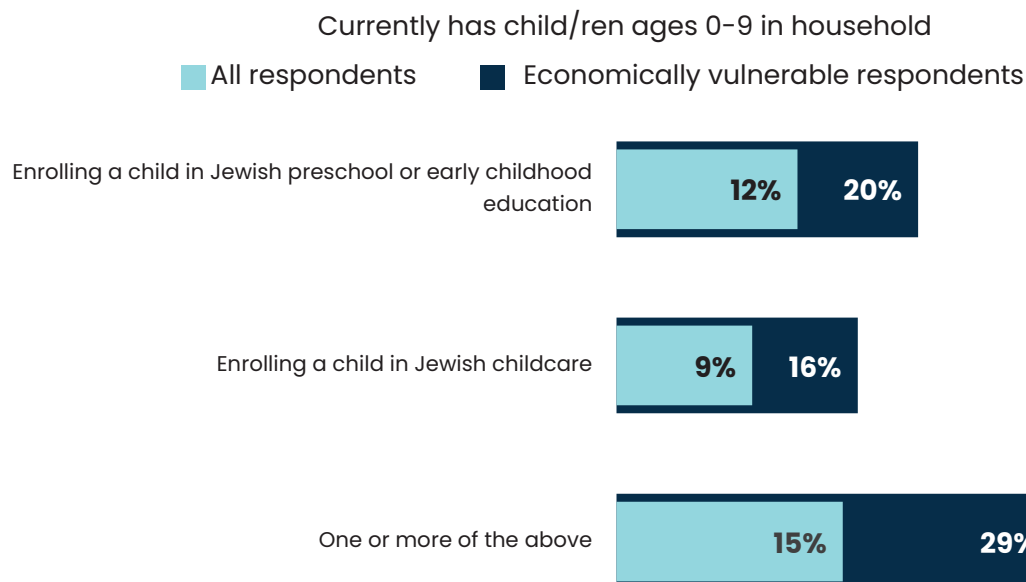 Currently has child/ren ages 0-9 in household
All respondents Economically vulnerable respondents
Enrolling a child in Jewish preschool or early childhood
education
12% 20%
Enrolling a child in Jewish childcare
9% 16%
One or more of the above
15% 29%